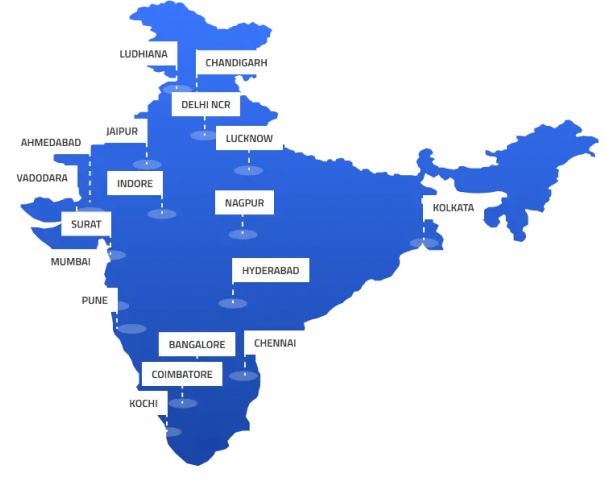 LUDHIANA
CHANDIGARH
DELHI NCR
JAIPUR
LUCKNOW
AHMEDABAD
VADODARA
INDORE
NAGPUR
KOLKATA
SURAT
MUMBAI
HYDERABAD
PUNE
BANGALORE
CHENNAI
COIMBATORE
KOCHI